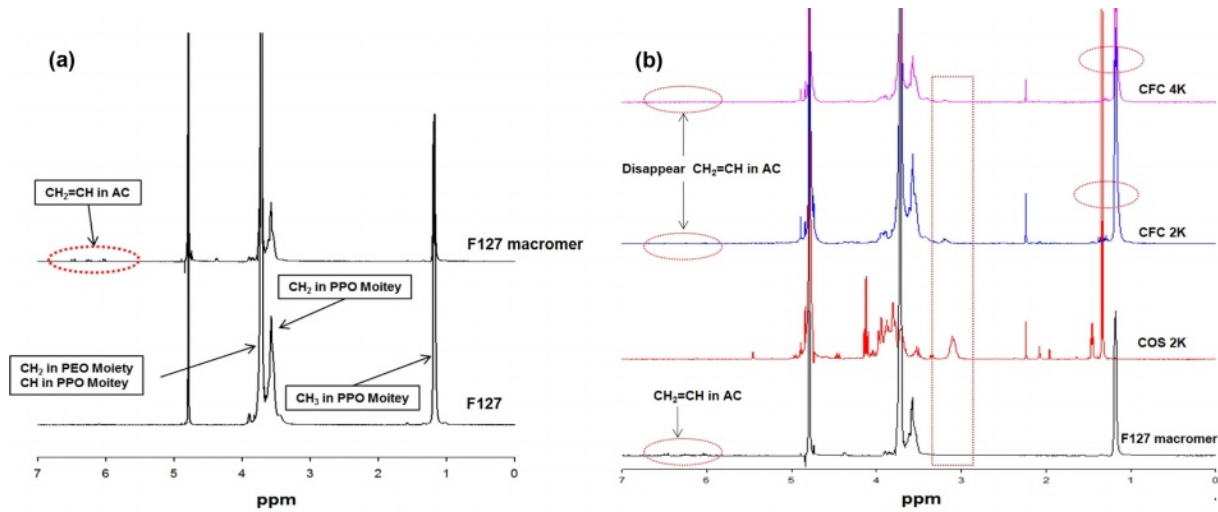 (a)
CH₂=CH in AC
F127 macromer
CH₂ in PPO Moitey
CH₂ in PEO Moiety
CH in PPO Moitey
CH₃ in PPO Moitey
F127
7 6 5 4 3 2 1 0
ppm
(b)
CFC 4K
Disappear CH₂=CH in AC
CFC 2K
COS 2K
CH₂=CH in AC
F127 macromer
7 6 5 4 3 2 1 0
ppm